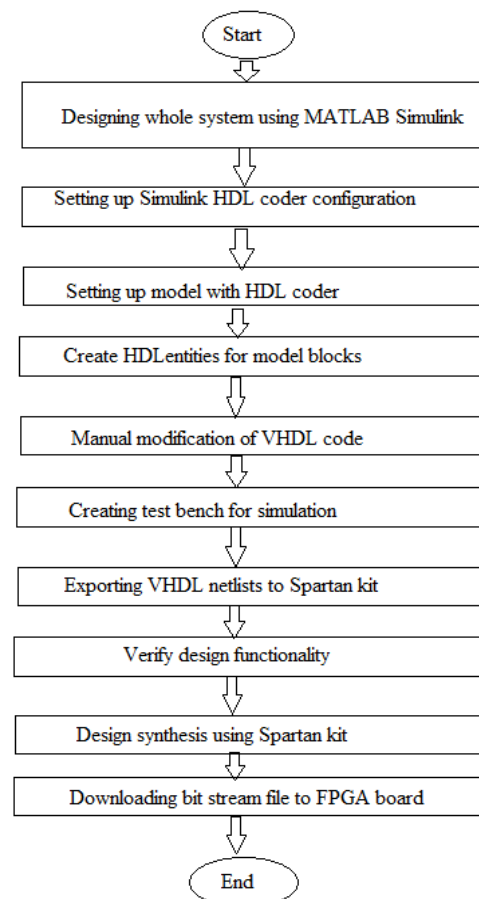 Start
Designing whole system using MATLAB Simulink
Setting up Simulink HDL coder configuration
Setting up model with HDL coder
Create HDLentities for model blocks
Manual modification of VHDL code
Creating test bench for simulation
Exporting VHDL netlists to Spartan kit
Verify design functionality
Design synthesis using Spartan kit
Downloading bit stream file to FPGA board
End